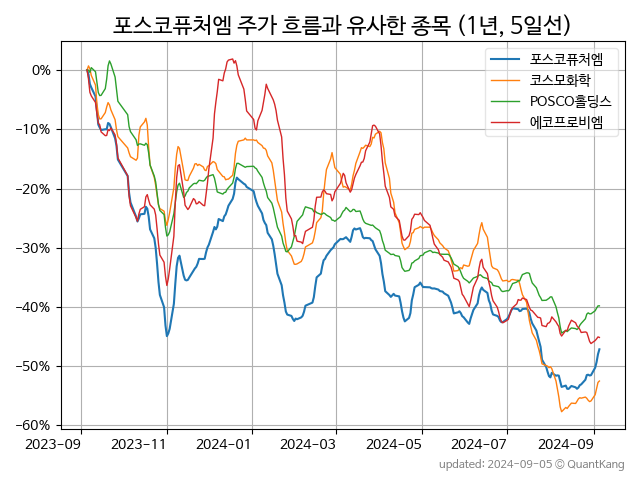 포스코퓨처엠 주가 흐름과 유사한 종목 (1년, 5일선)
포스코퓨처엠
코스모화학
POSCO홀딩스
에코프로비엠
0%
−10%
−20%
−30%
−40%
−50%
−60%
2023-09 2023-11 2024-01 2024-03 2024-05 2024-07 2024-09
updated: 2024-09-05 © QuantKang